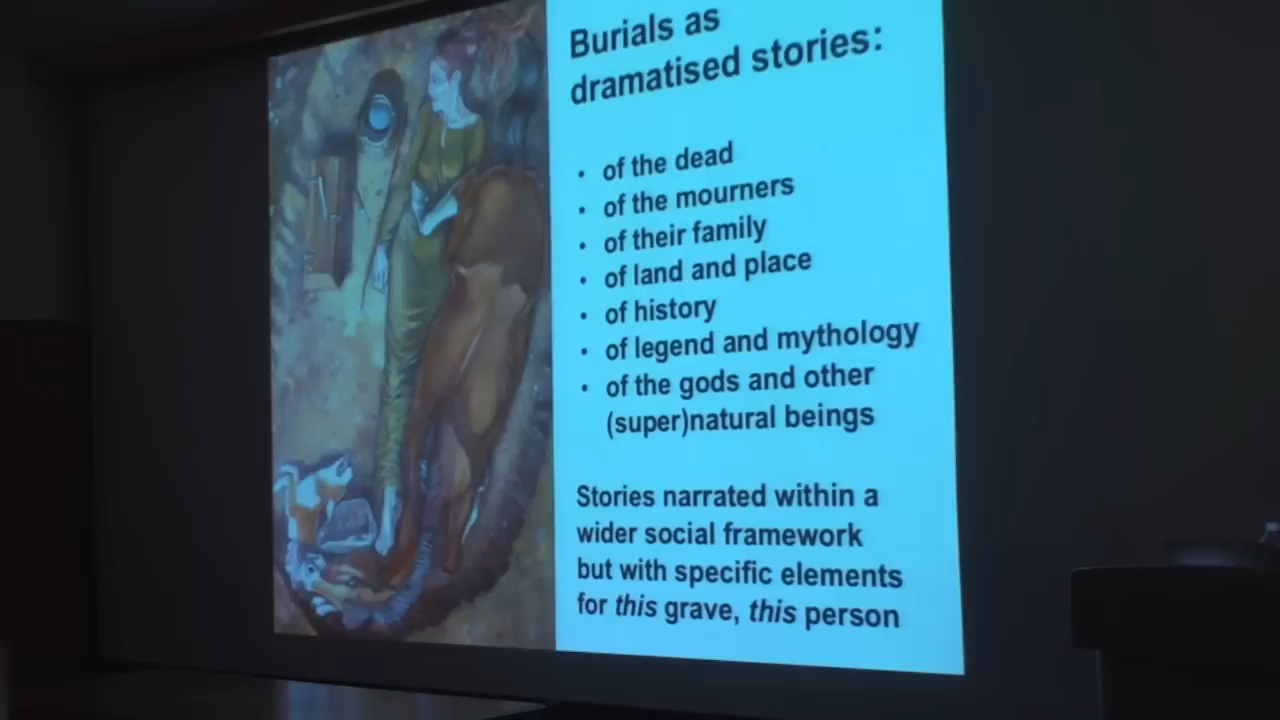 Burials as
dramatised stories:
• of the dead
• of the mourners
• of their family
• of land and place
• of history
• of legend and mythology
• of the gods and other
(super)natural beings
Stories narrated within a
wider social framework
but with specific elements
for this grave, this person